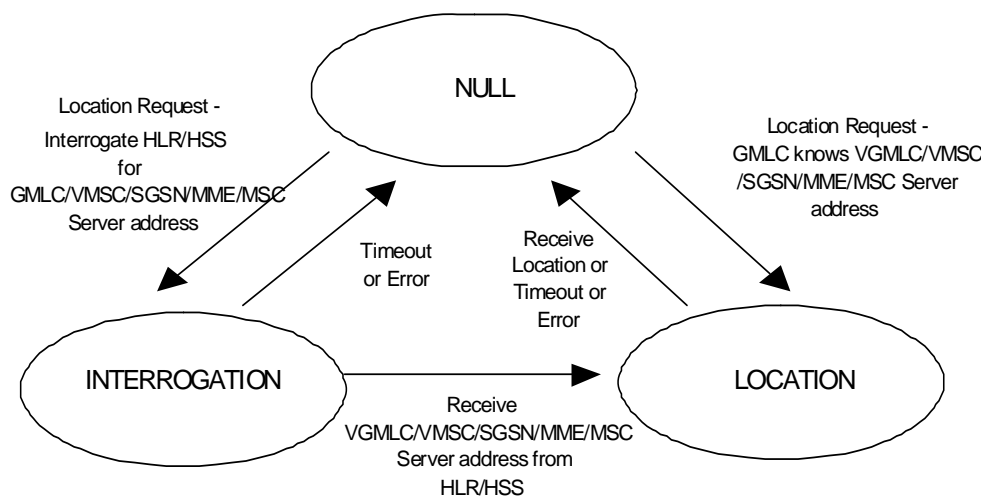 NULL
Location Request -
Interrogate HLR/HSS
for
GMLC/VMSC/SGSN/MME/MSC
Server address
Location Request -
GMLC knows VGMLC/VMSC
/SGSN/MME/MSC Server
address
Timeout
or Error
Receive
Location or
Timeout or
Error
INTERROGATION
LOCATION
Receive
VGMLC/VMSC/SGSN/MME/MSC
Server address from
HLR/HSS